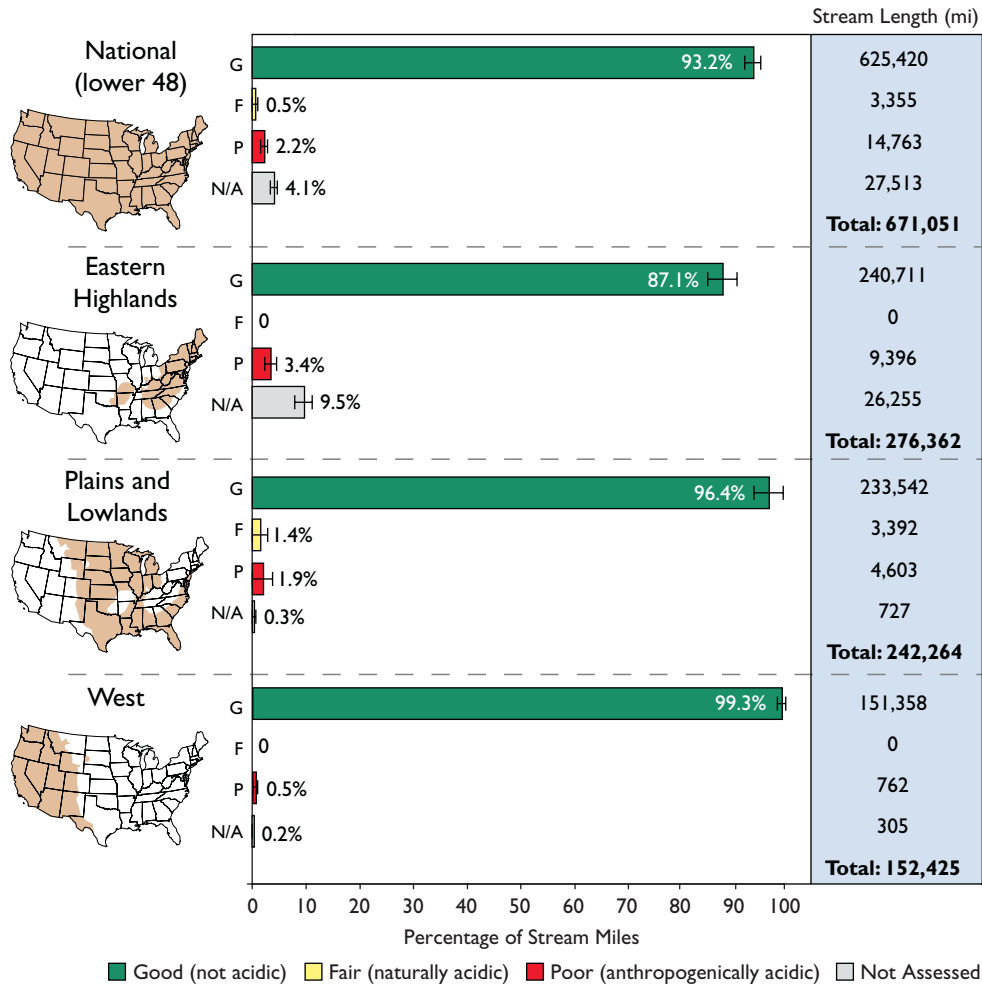 Stream Length (mi)
National
(lower 48)
G 93.2% 625,420
F 0.5% 3,355
P 2.2% 14,763
N/A 4.1% 27,513
Total: 671,051
Eastern
Highlands
G 87.1% 240,711
F 0 0
P 3.4% 9,396
N/A 9.5% 26,255
Total: 276,362
Plains and
Lowlands
G 96.4% 233,542
F 1.4% 3,392
P 1.9% 4,603
N/A 0.3% 727
Total: 242,264
West
G 99.3% 151,358
F 0 0
P 0.5% 762
N/A 0.2% 305
Total: 152,425
0 10 20 30 40 50 60 70 80 90 100
Percentage of Stream Miles
Good (not acidic) Fair (naturally acidic) Poor (anthropogenically acidic) Not Assessed